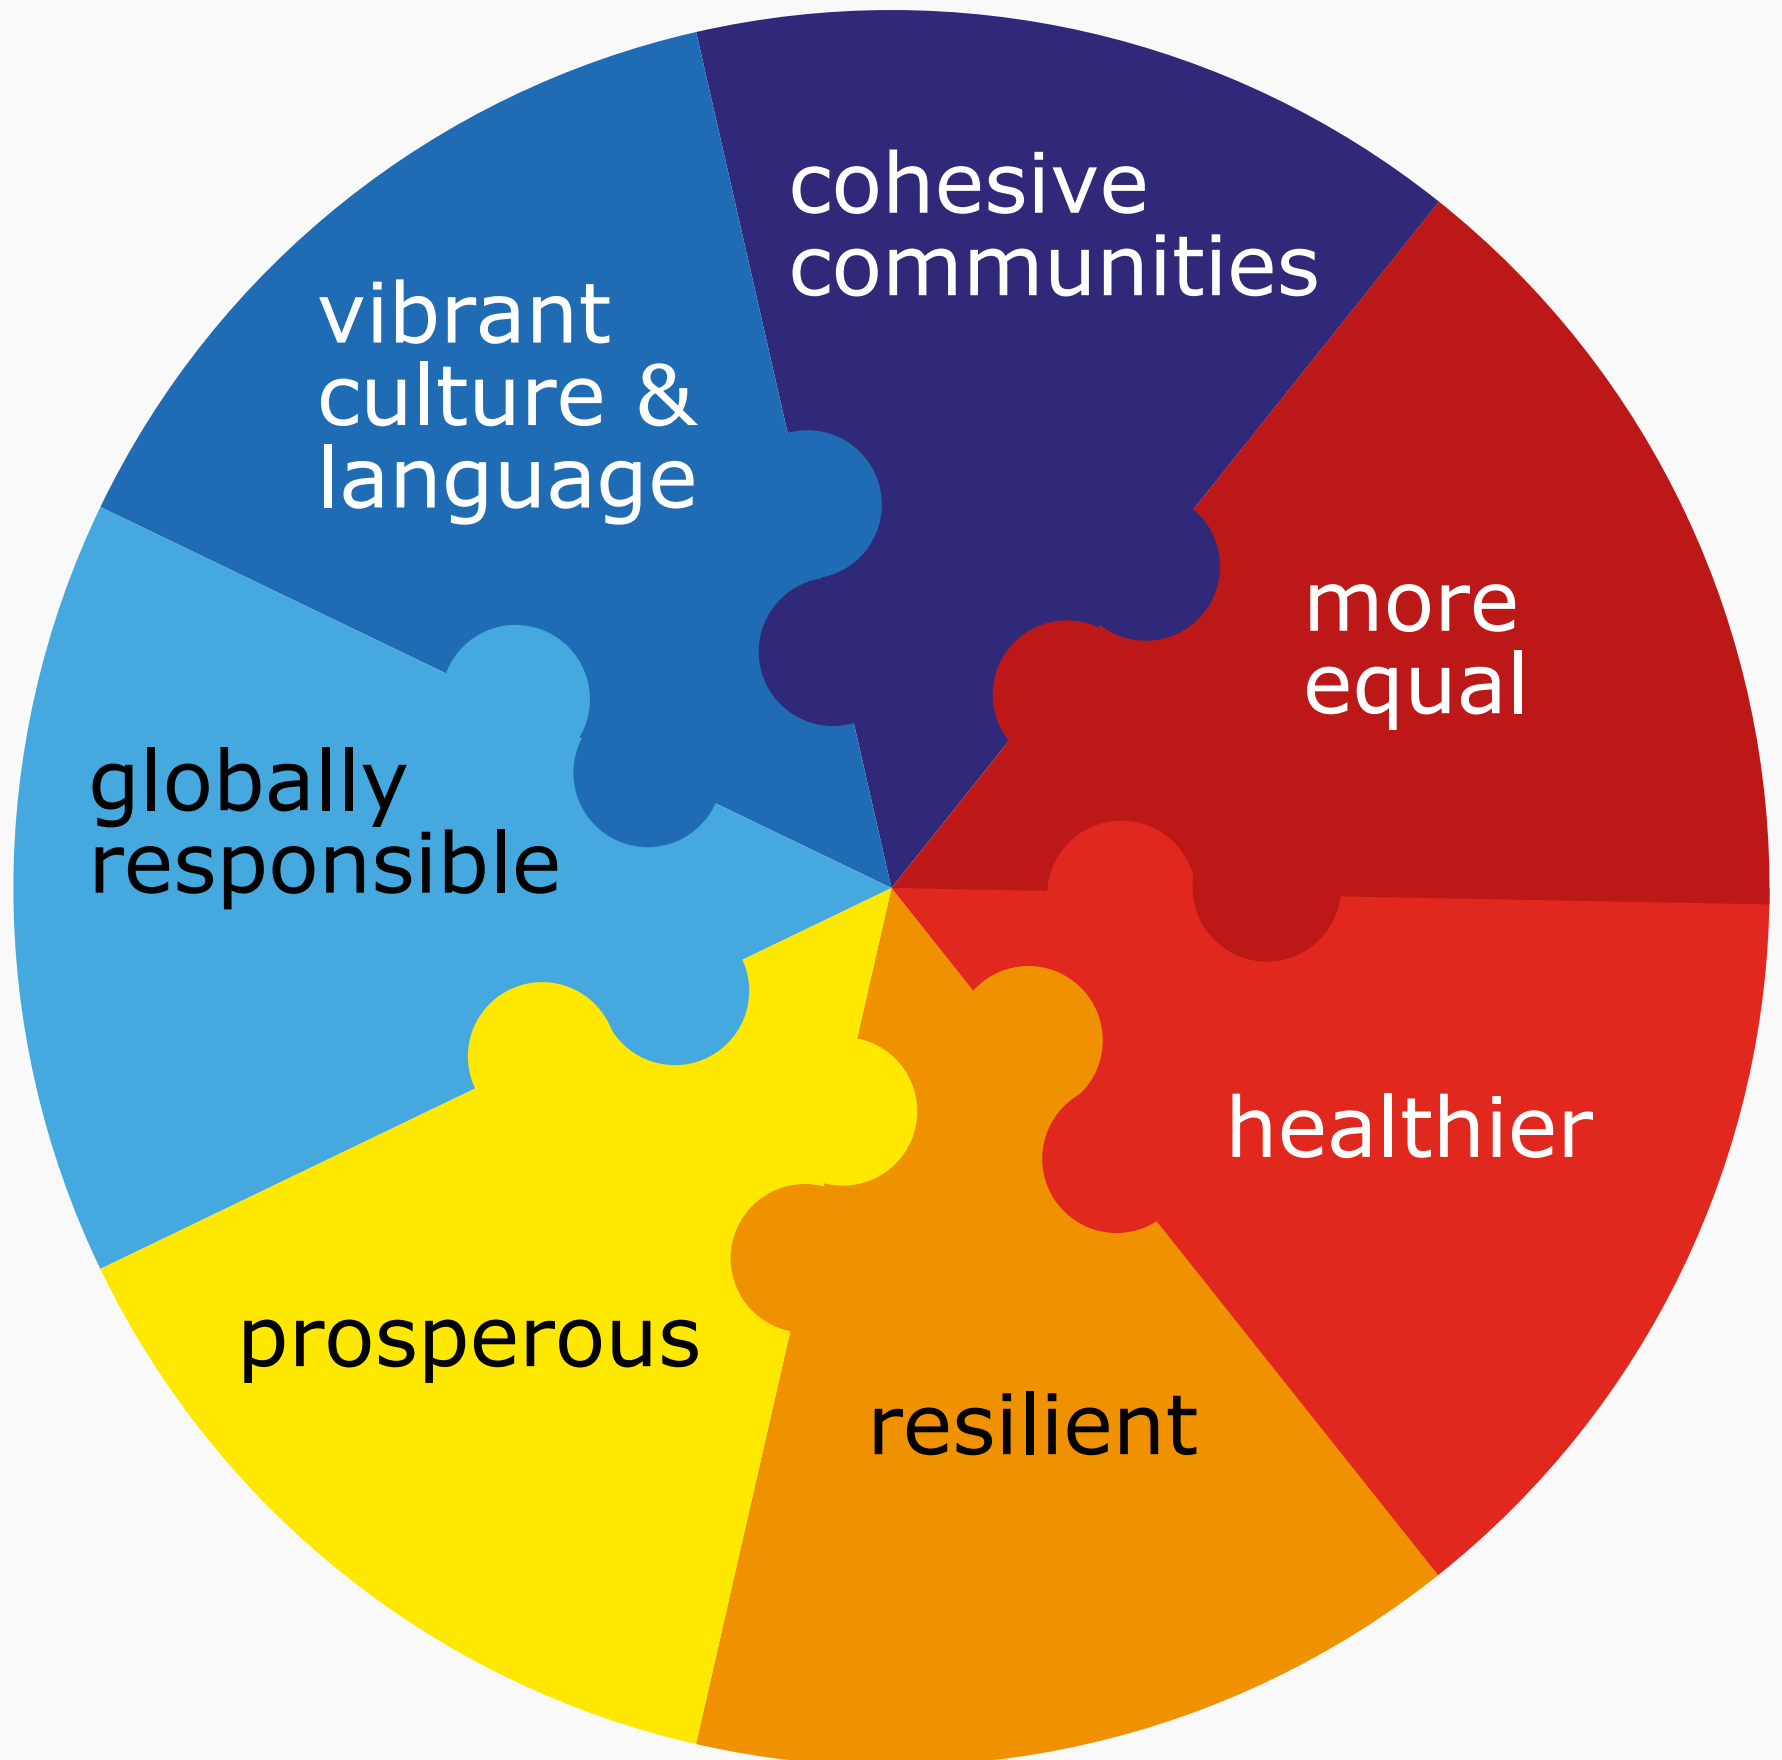 cohesive
communities
more
equal
healthier
resilient
prosperous
globally
responsible
vibrant
culture &
language